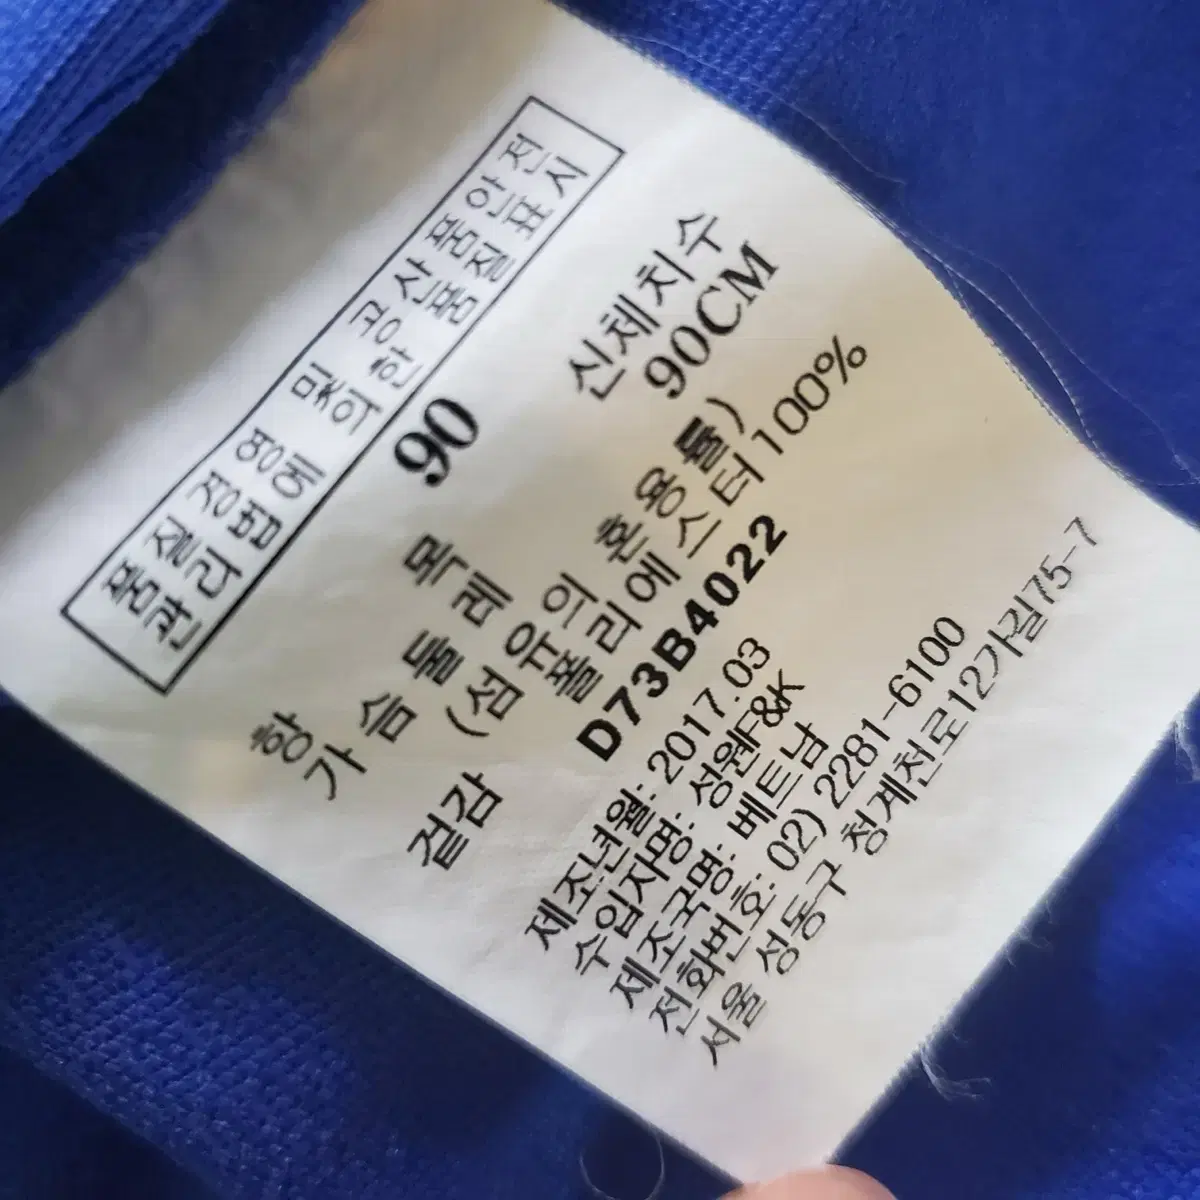 품질경영 및 공산품안전
관리법에 의한 품질표시
90
항 목 신체치수
가슴둘레 90CM
겉감 (섬유의 혼용률)
폴리에스터100%
D73B4022
제조년월: 2017.03
수입자명: 성원F&K
제조국명: 베트남
전화번호: 02) 2281-6100
서울 성동구 청계천로12가길75-7